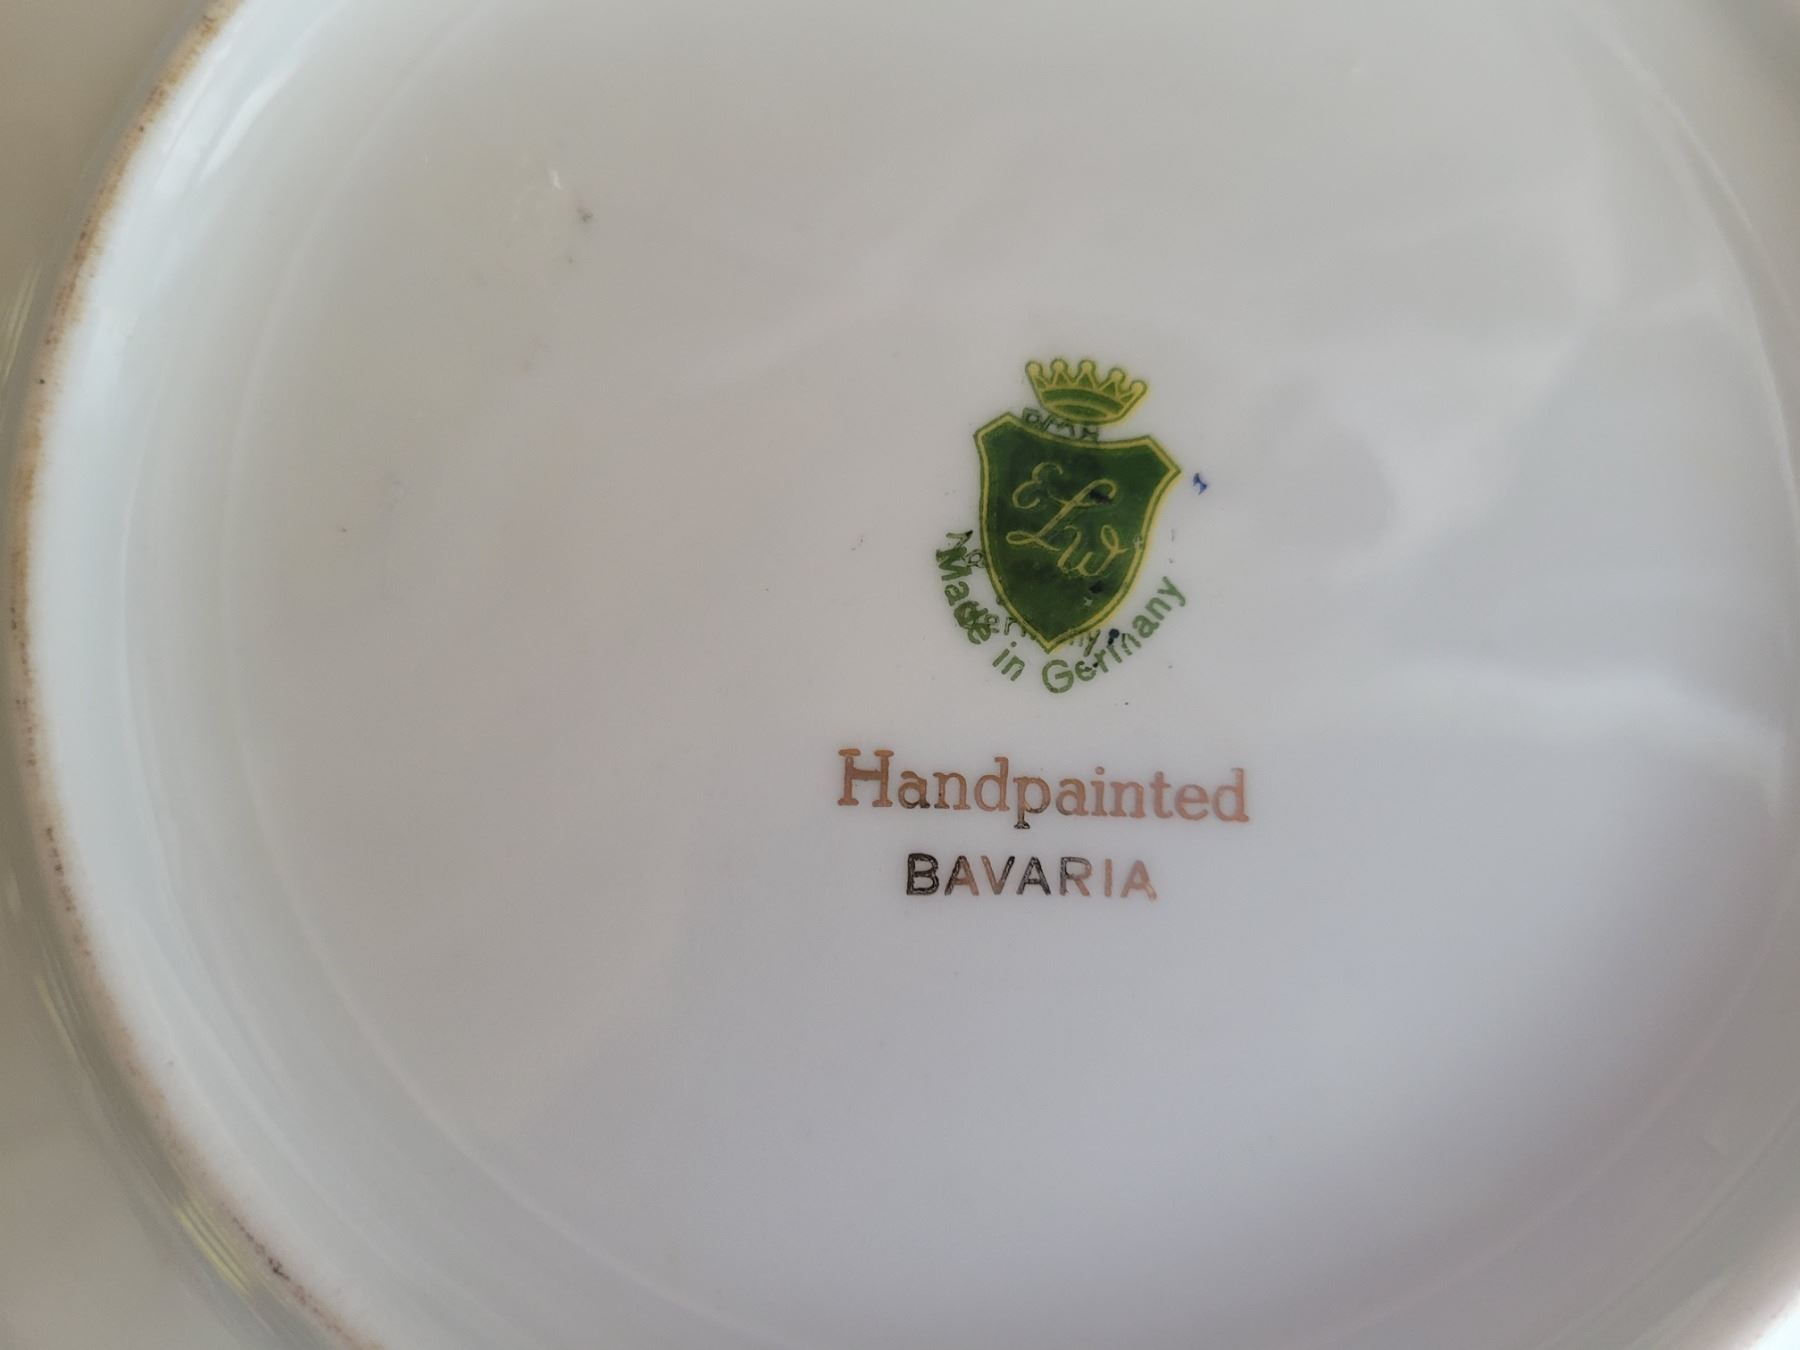 ELW
Made in Germany
Handpainted
BAVARIA